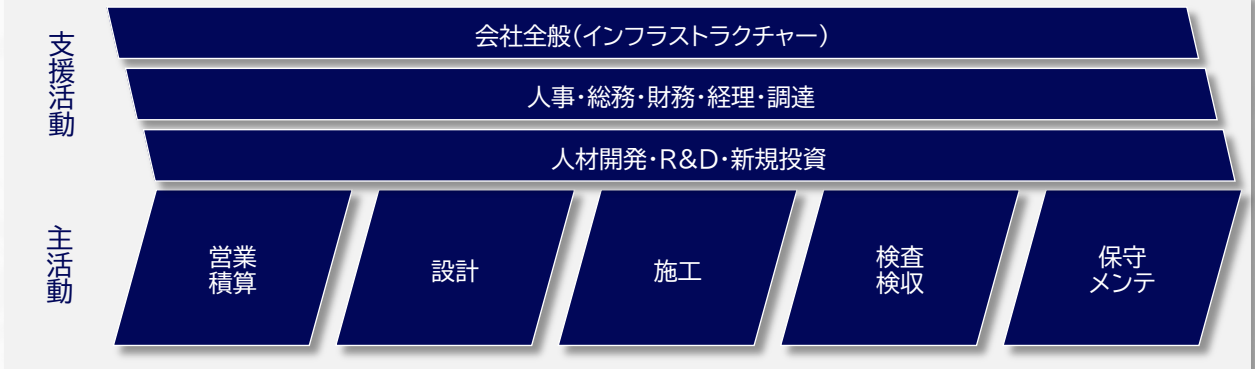 支援活動
会社全般(インフラストラクチャー)
人事・総務・財務・経理・調達
人材開発・R&D・新規投資
主活動
営業
積算
設計
施工
検査
検収
保守
メンテ